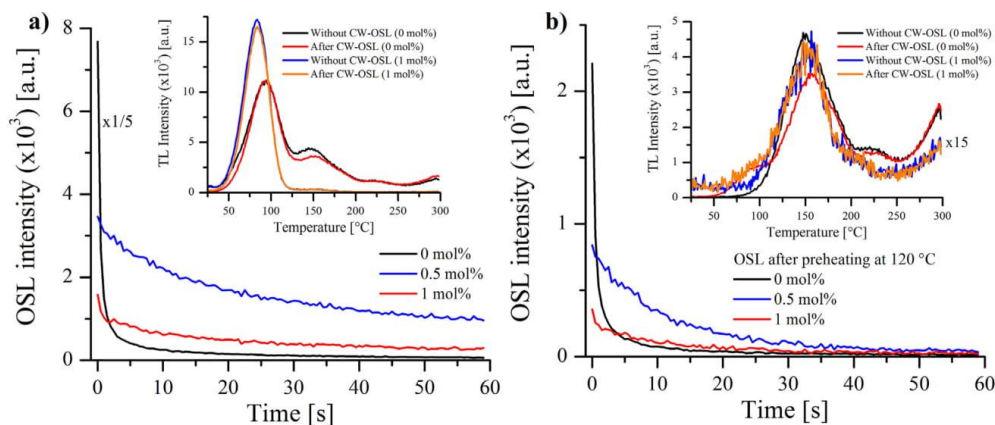 a)
OSL intensity (x10³) [a.u.]
8
7
6
5
4
3
2
1
0
x1/5
TL Intensity (x10³) [a.u.]
15
10
5
0
Without CW-OSL (0 mol%)
After CW-OSL (0 mol%)
Without CW-OSL (1 mol%)
After CW-OSL (1 mol%)
50 100 150 200 250 300
Temperature [°C]
0 mol%
0.5 mol%
1 mol%
0 10 20 30 40 50 60
Time [s]
b)
OSL intensity (x10³) [a.u.]
2
1
0
TL Intensity (x10³) [a.u.]
5
4
3
2
1
0
Without CW-OSL (0 mol%)
After CW-OSL (0 mol%)
Without CW-OSL (1 mol%)
After CW-OSL (1 mol%)
x15
50 100 150 200 250 300
Temperature [°C]
OSL after preheating at 120 °C
0 mol%
0.5 mol%
1 mol%
0 10 20 30 40 50 60
Time [s]